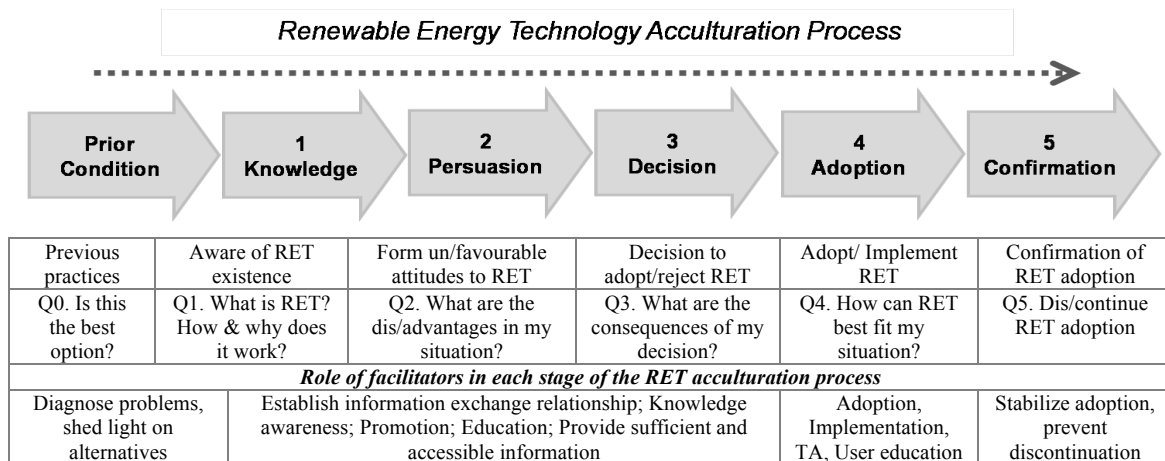 Renewable Energy Technology Acculturation Process
Prior
Condition
1
Knowledge
2
Persuasion
3
Decision
4
Adoption
5
Confirmation
Previous
practices
Aware of RET
existence
Form un/favourable
attitudes to RET
Decision to
adopt/reject RET
Adopt/ Implement
RET
Confirmation of
RET adoption
Q0. Is this
the best
option?
Q1. What is RET?
How & why does
it work?
Q2. What are the
dis/advantages in my
situation?
Q3. What are the
consequences of my
decision?
Q4. How can RET
best fit my
situation?
Q5. Dis/continue
RET adoption
Role of facilitators in each stage of the RET acculturation process
Diagnose problems,
shed light on
alternatives
Establish information exchange relationship; Knowledge
awareness; Promotion; Education; Provide sufficient and
accessible information
Adoption,
Implementation,
TA, User education
Stabilize adoption,
prevent
discontinuation